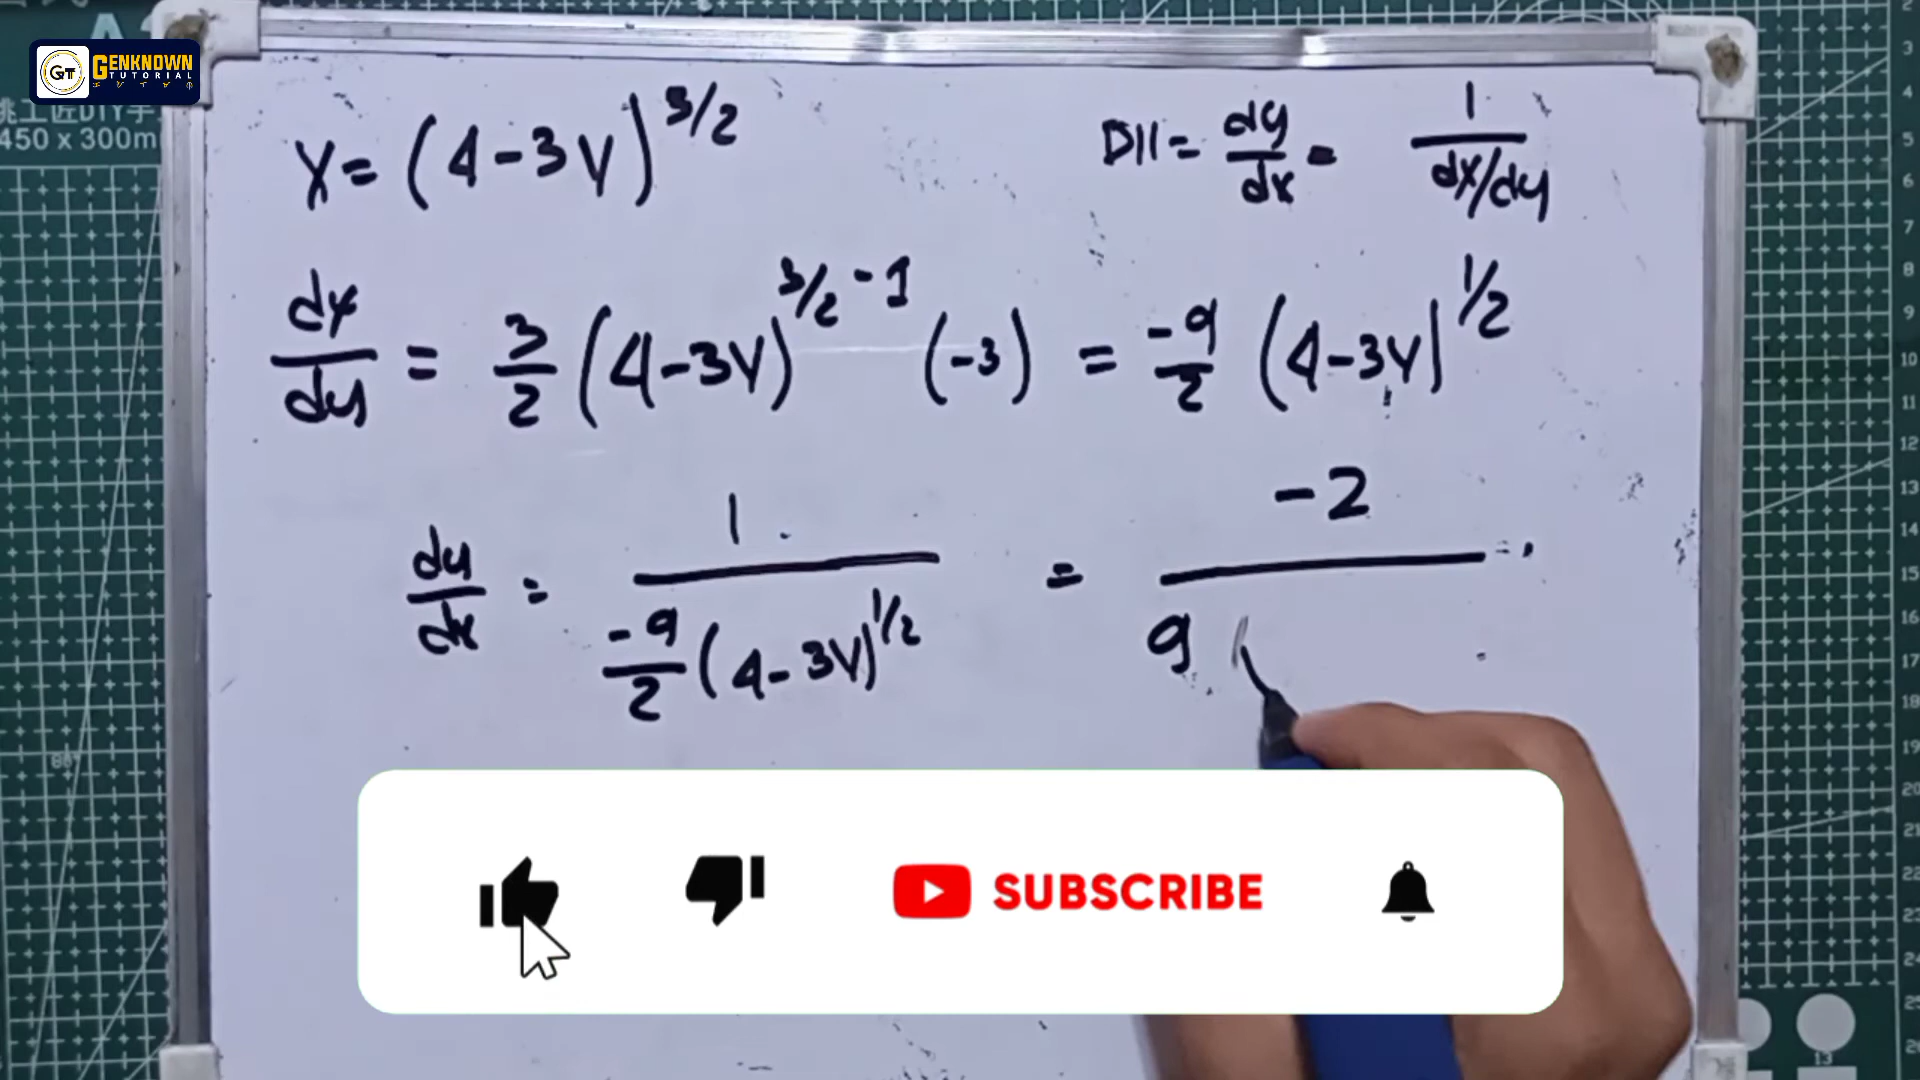 GT GENKNOWN
TUTORIAL
450 x 300m
x = (4-3y)^3/2
D11 = dy/dx = 1/(dx/dy)
dx/dy = 3/2 (4-3y)^3/2-1 (-3) = -9/2 (4-3y)^1/2
dy/dx = 1/(-9/2 (4-3y)^1/2) = -2/9 (
SUBSCRIBE